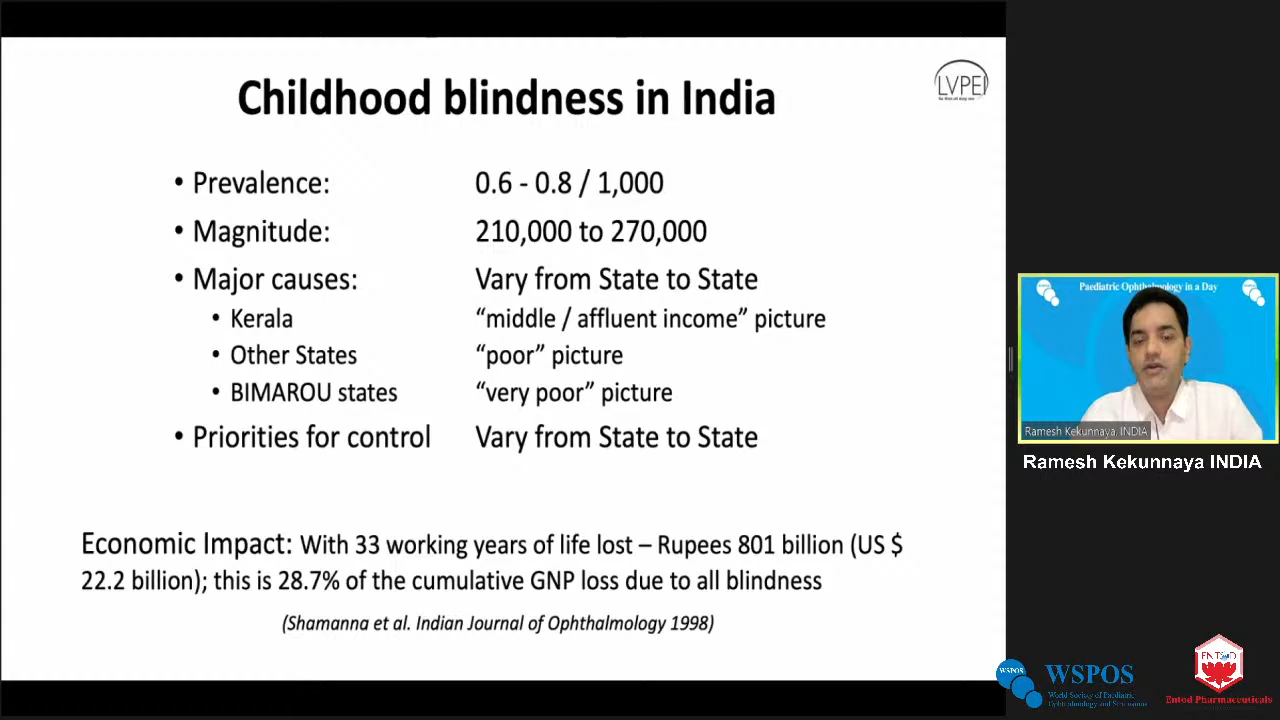 Childhood blindness in India
LVPEI
• Prevalence: 0.6 - 0.8 / 1,000
• Magnitude: 210,000 to 270,000
• Major causes: Vary from State to State
• Kerala “middle / affluent income” picture
• Other States “poor” picture
• BIMAROU states “very poor” picture
• Priorities for control Vary from State to State
Economic Impact: With 33 working years of life lost – Rupees 801 billion (US $
22.2 billion); this is 28.7% of the cumulative GNP loss due to all blindness
(Shamanna et al. Indian Journal of Ophthalmology 1998)
Paediatric Ophthalmology in a Day
Ramesh Kekunnaya, INDIA
Ramesh Kekunnaya INDIA
WSPOS
WSPOS
World Society of Paediatric
Ophthalmology and Strabismus
ENTOD
Entod Pharmaceuticals